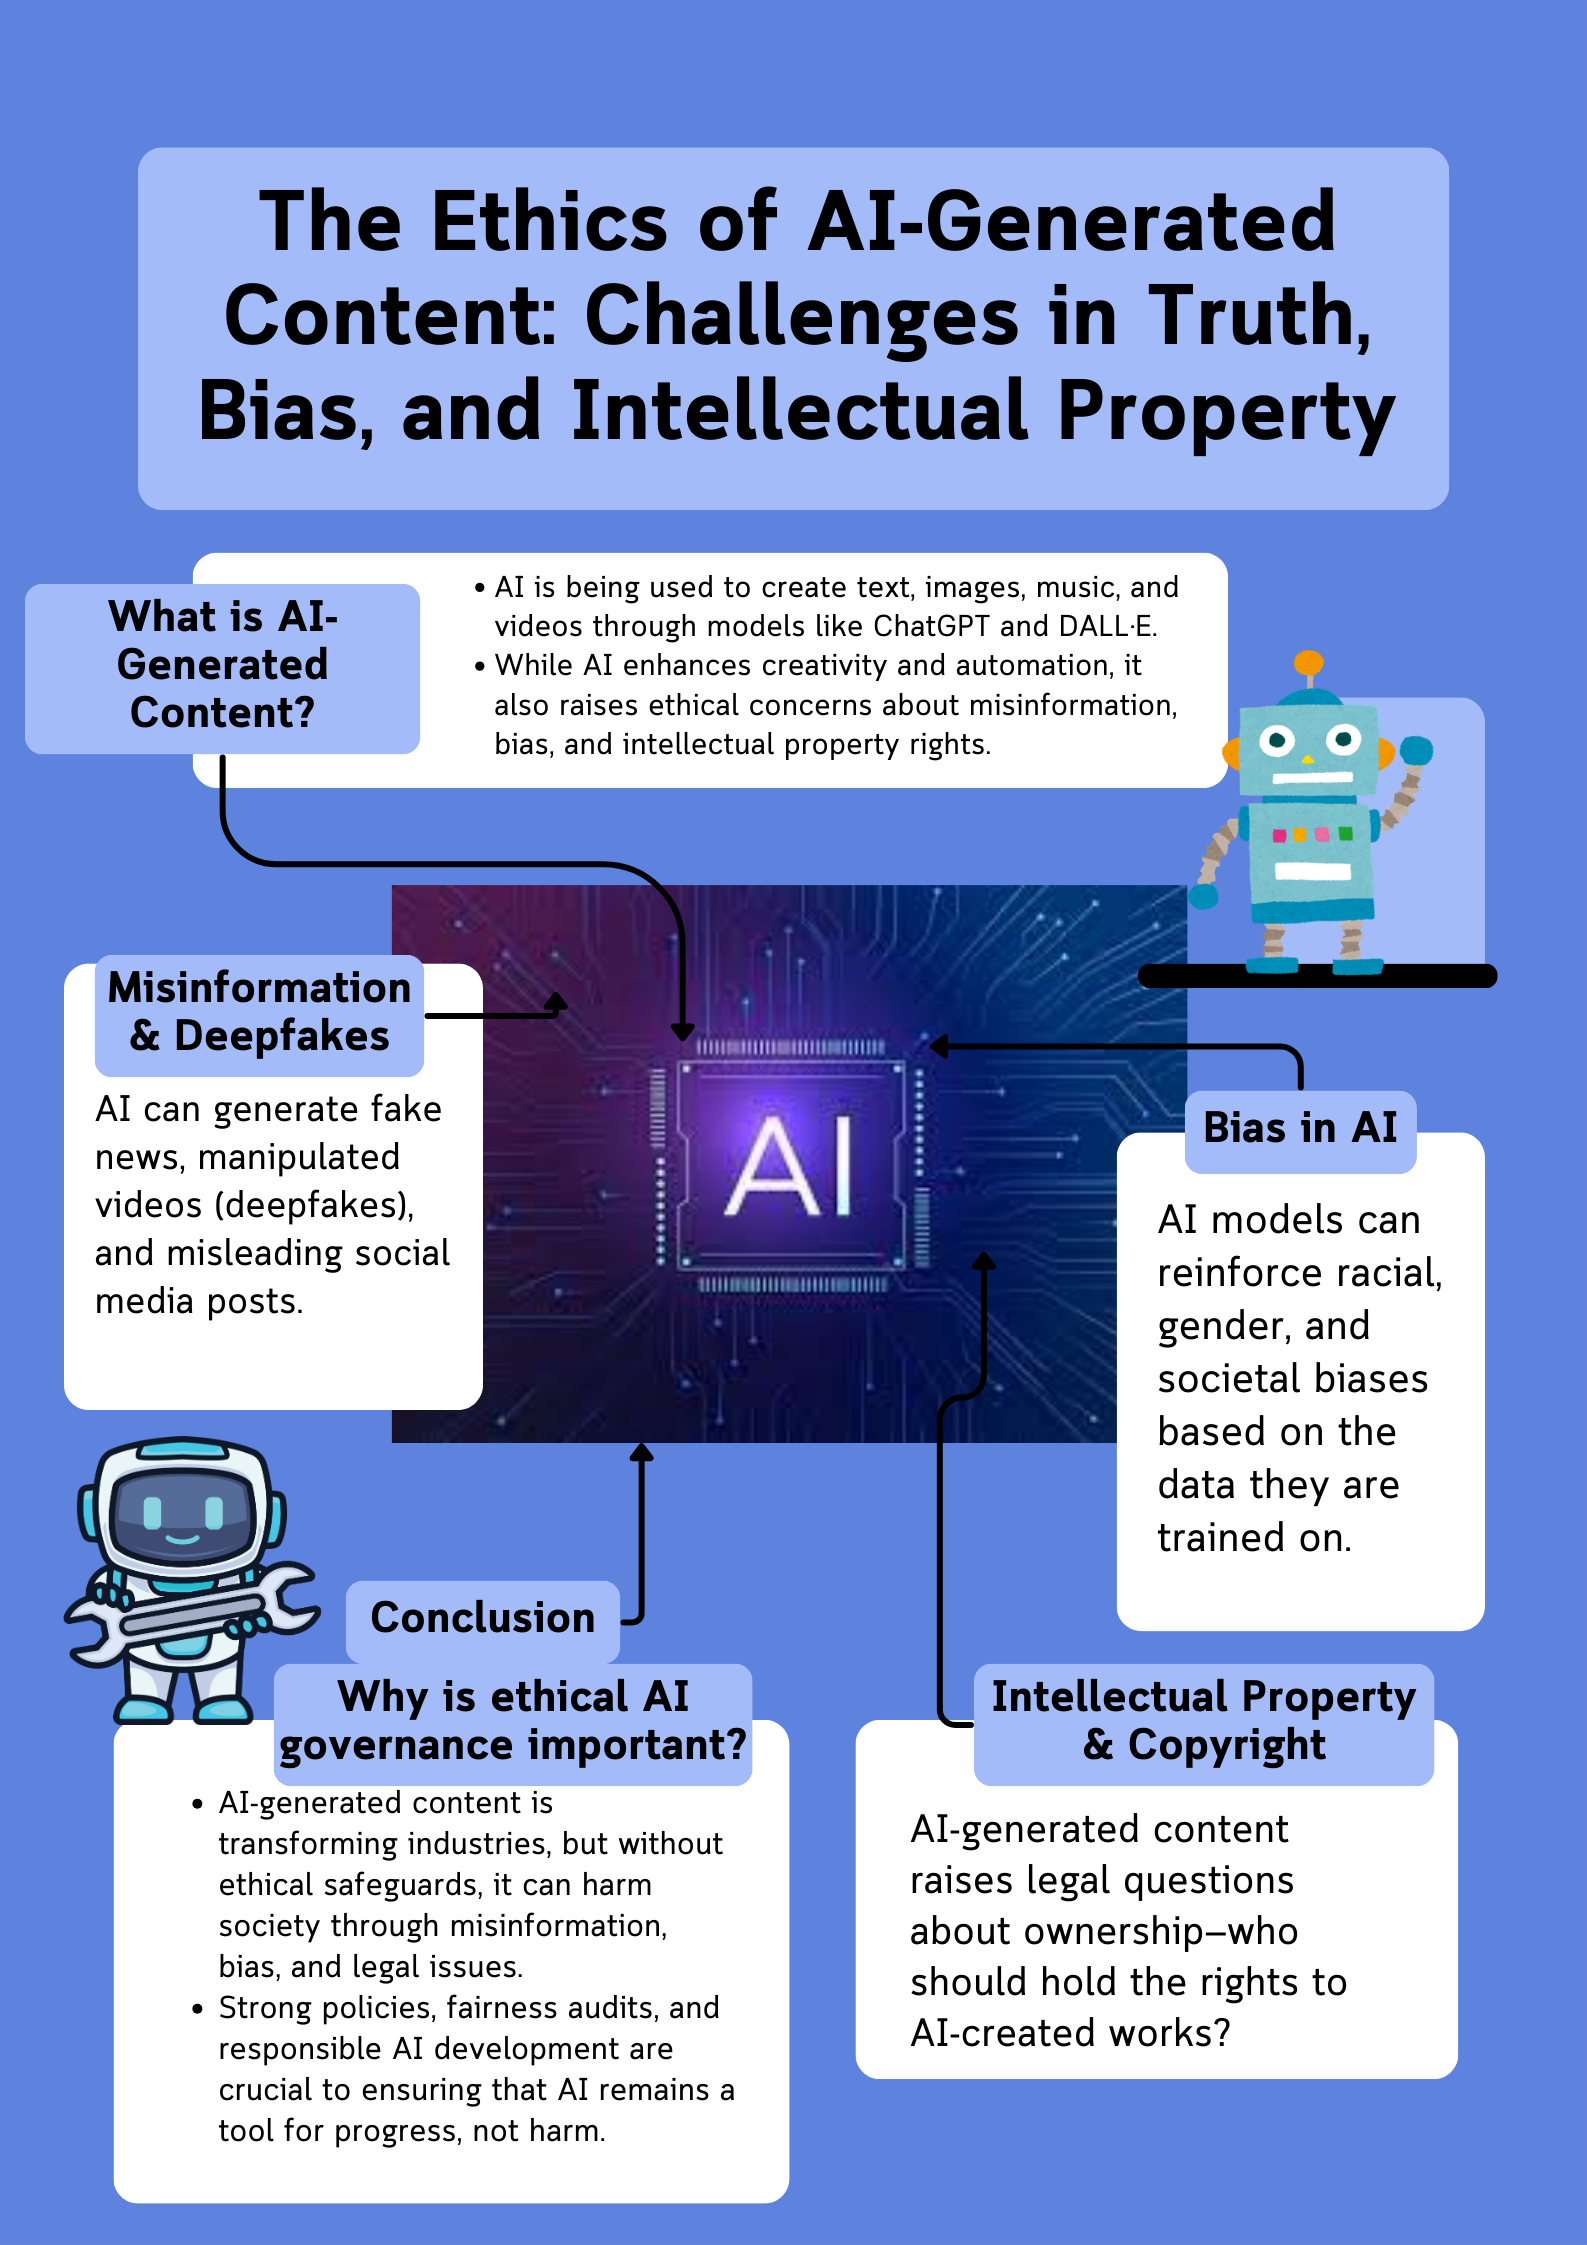 The Ethics of AI-Generated
Content: Challenges in Truth,
Bias, and Intellectual Property
What is AI-
Generated
Content?
• AI is being used to create text, images, music, and
videos through models like ChatGPT and DALL·E.
• While AI enhances creativity and automation, it
also raises ethical concerns about misinformation,
bias, and intellectual property rights.
Misinformation
& Deepfakes
AI can generate fake
news, manipulated
videos (deepfakes),
and misleading social
media posts.
AI
Bias in AI
AI models can
reinforce racial,
gender, and
societal biases
based on the
data they are
trained on.
Conclusion
Why is ethical AI
governance important?
• AI-generated content is
transforming industries, but without
ethical safeguards, it can harm
society through misinformation,
bias, and legal issues.
• Strong policies, fairness audits, and
responsible AI development are
crucial to ensuring that AI remains a
tool for progress, not harm.
Intellectual Property
& Copyright
AI-generated content
raises legal questions
about ownership—who
should hold the rights to
AI-created works?